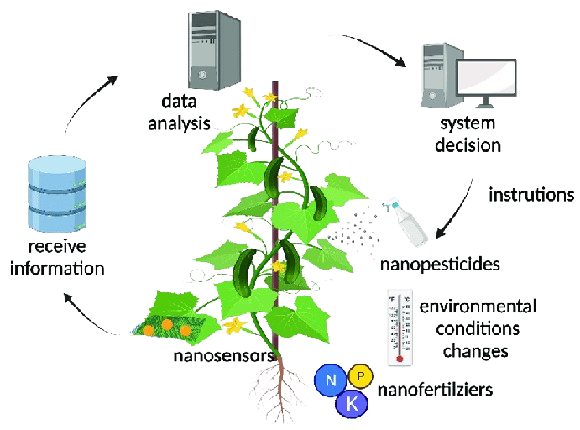 data
analysis
system
decision
instrutions
receive
information
nanopesticides
environmental
conditions
changes
nanosensors
N
P
K
nanofertilziers